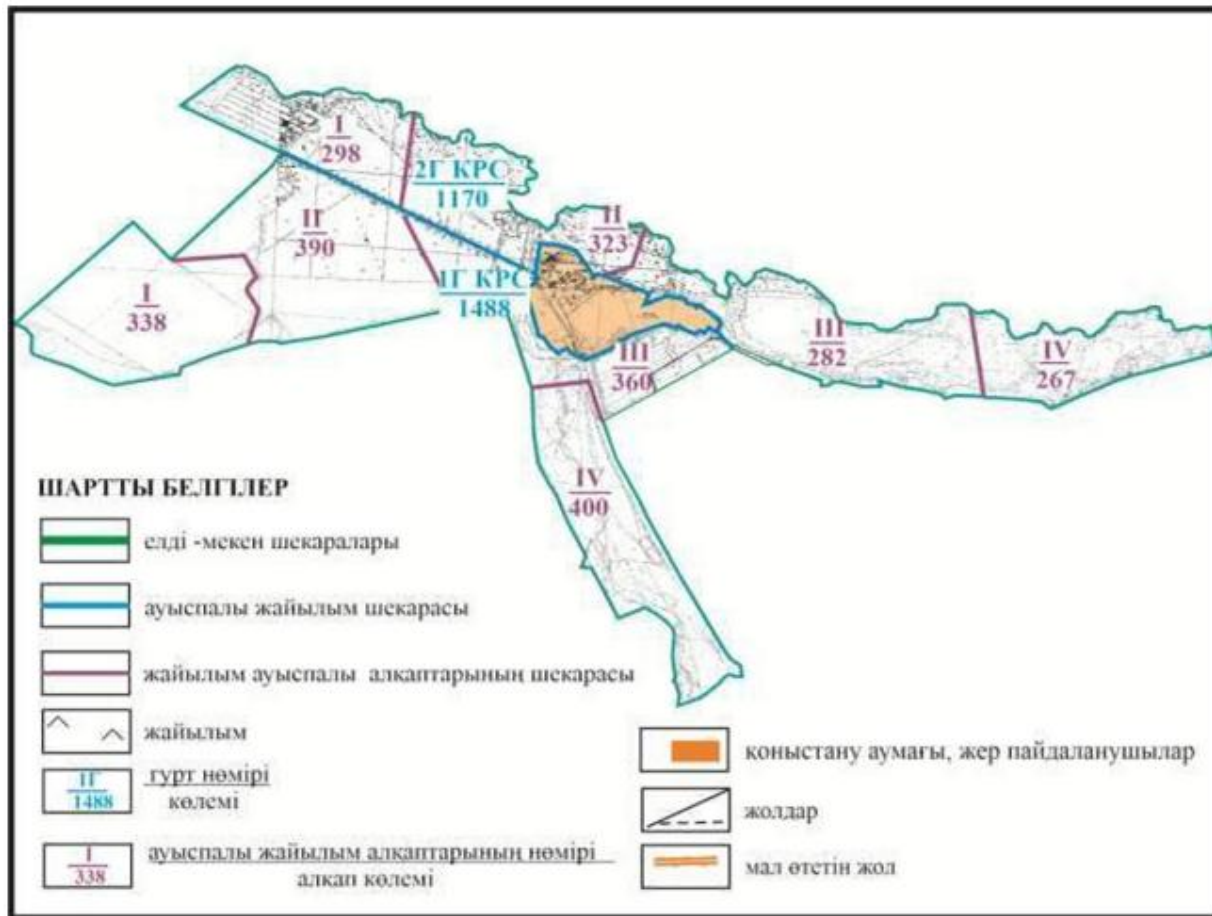 I
298
2Г КРС
1170
II
323
II
390
1Г КРС
1488
I
338
III
282
IV
267
III
360
IV
400
ШАРТТЫ БЕЛГІЛЕР
елді -мекен шекаралары
ауыспалы жайылым шекарасы
жайылым ауыспалы алқаптарының шекарасы
жайылым
1Г
1488
гурт нөмірі
көлемі
I
338
ауыспалы жайылым алқаптарының нөмірі
алқап көлемі
қоныстану аумағы, жер пайдаланушылар
жолдар
мал өтетін жол